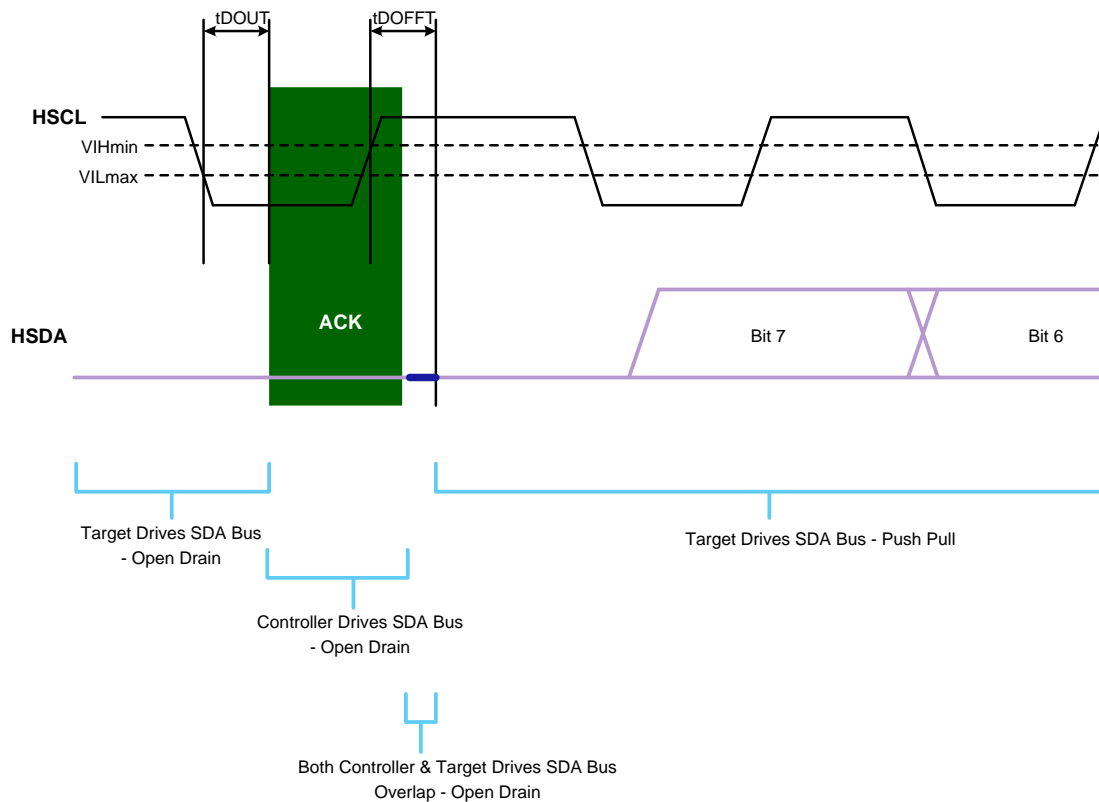 tDOUT
tDOFFT
HSCL
VIHmin
VILmax
ACK
HSDA
Bit 7
Bit 6
Target Drives SDA Bus
- Open Drain
Target Drives SDA Bus - Push Pull
Controller Drives SDA Bus
- Open Drain
Both Controller & Target Drives SDA Bus
Overlap - Open Drain